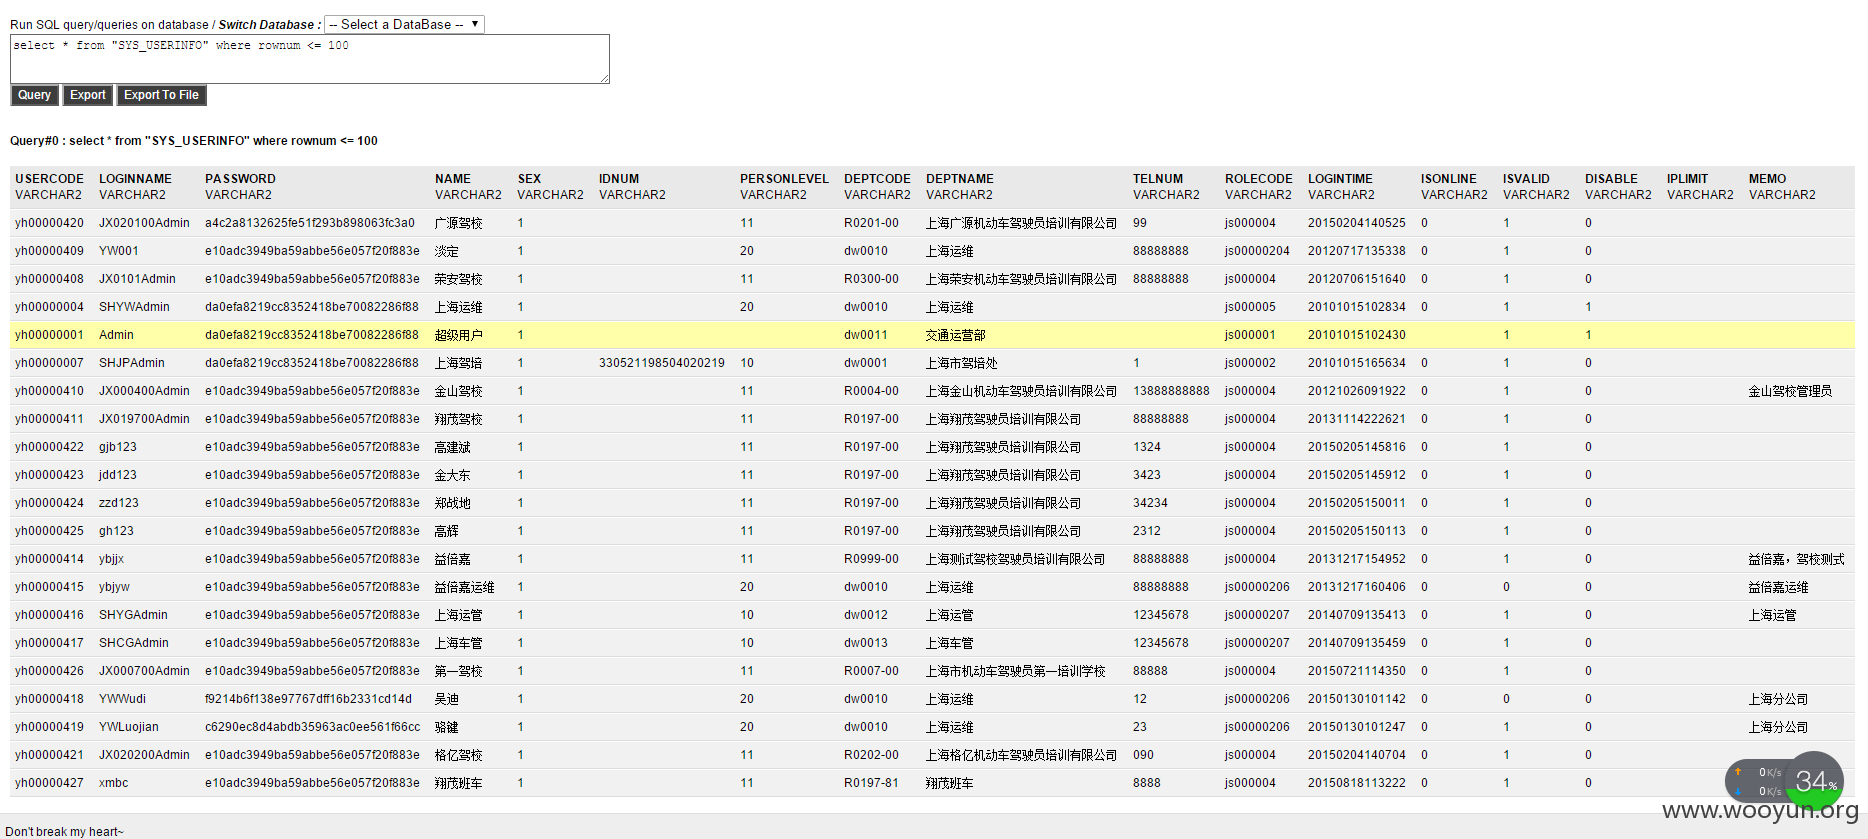 Run SQL query/queries on database / Switch Database : -- Select a DataBase --
select * from "SYS_USERINFO" where rownum <= 100
Query Export Export To File
Query#0 : select * from "SYS_USERINFO" where rownum <= 100
USERCODE LOGINNAME PASSWORD NAME SEX IDNUM PERSONLEVEL DEPTCODE DEPTNAME TELNUM ROLECODE LOGINTIME ISONLINE ISVALID DISABLE IPLIMIT MEMO
VARCHAR2 VARCHAR2 VARCHAR2 VARCHAR2 VARCHAR2 VARCHAR2 VARCHAR2 VARCHAR2 VARCHAR2 VARCHAR2 VARCHAR2 VARCHAR2 VARCHAR2 VARCHAR2 VARCHAR2 VARCHAR2 VARCHAR2
yh00000420 JX020100Admin a4c2a8132625fe51f293b898063fc3a0 广源驾校 1 11 R0201-00 上海广源机动车驾驶员培训有限公司 99 js000004 20150204140525 0 1 0
yh00000409 YW001 e10adc3949ba59abbe56e057f20f883e 淡定 1 20 dw0010 上海运维 88888888 js00000204 20120717135338 0 1 0
yh00000408 JX0101Admin e10adc3949ba59abbe56e057f20f883e 荣安驾校 1 11 R0300-00 上海荣安机动车驾驶员培训有限公司 88888888 js000004 20120706151640 0 1 0
yh00000004 SHYWAdmin da0efa8219cc8352418be70082286f88 上海运维 1 20 dw0010 上海运维 js000005 20101015102834 0 1 1
yh00000001 Admin da0efa8219cc8352418be70082286f88 超级用户 1 dw0011 交通运营部 js000001 20101015102430 1 1
yh00000007 SHJPAdmin da0efa8219cc8352418be70082286f88 上海驾培 1 330521198504020219 10 dw0001 上海市驾培处 1 js000002 20101015165634 0 1 0
yh00000410 JX000400Admin e10adc3949ba59abbe56e057f20f883e 金山驾校 1 11 R0004-00 上海金山机动车驾驶员培训有限公司 13888888888 js000004 20121026091922 0 1 0 金山驾校管理员
yh00000411 JX019700Admin e10adc3949ba59abbe56e057f20f883e 翔茂驾校 1 11 R0197-00 上海翔茂驾驶员培训有限公司 88888888 js000004 20131114222621 0 1 0
yh00000422 gjb123 e10adc3949ba59abbe56e057f20f883e 高建斌 1 11 R0197-00 上海翔茂驾驶员培训有限公司 1324 js000004 20150205145816 0 1 0
yh00000423 jdd123 e10adc3949ba59abbe56e057f20f883e 金大东 1 11 R0197-00 上海翔茂驾驶员培训有限公司 3423 js000004 20150205145912 0 1 0
yh00000424 zzd123 e10adc3949ba59abbe56e057f20f883e 郑战地 1 11 R0197-00 上海翔茂驾驶员培训有限公司 34234 js000004 20150205150011 0 1 0
yh00000425 gh123 e10adc3949ba59abbe56e057f20f883e 高辉 1 11 R0197-00 上海翔茂驾驶员培训有限公司 2312 js000004 20150205150113 0 1 0
yh00000414 ybjjx e10adc3949ba59abbe56e057f20f883e 益倍嘉 1 11 R0999-00 上海测试驾校驾驶员培训有限公司 88888888 js000004 20131217154952 0 1 0 益倍嘉，驾校测式
yh00000415 ybjyw e10adc3949ba59abbe56e057f20f883e 益倍嘉运维 1 20 dw0010 上海运维 88888888 js00000206 20131217160406 0 0 0 益倍嘉运维
yh00000416 SHYGAdmin e10adc3949ba59abbe56e057f20f883e 上海运管 1 10 dw0012 上海运管 12345678 js00000207 20140709135413 0 1 0 上海运管
yh00000417 SHCGAdmin e10adc3949ba59abbe56e057f20f883e 上海车管 1 10 dw0013 上海车管 12345678 js00000207 20140709135459 0 1 0
yh00000426 JX000700Admin e10adc3949ba59abbe56e057f20f883e 第一驾校 1 11 R0007-00 上海市机动车驾驶员第一培训学校 88888 js000004 20150721114350 0 1 0
yh00000418 YWWudi f9214b6f138e97767dff16b2331cd14d 吴迪 1 20 dw0010 上海运维 12 js00000206 20150130101142 0 0 0 上海分公司
yh00000419 YWLuojian c6290ec8d4abdb35963ac0ee561f66cc 骆键 1 20 dw0010 上海运维 23 js00000206 20150130101247 0 1 0 上海分公司
yh00000421 JX020200Admin e10adc3949ba59abbe56e057f20f883e 格亿驾校 1 11 R0202-00 上海格亿机动车驾驶员培训有限公司 090 js000004 20150204140704 0 1 0
yh00000427 xmbc e10adc3949ba59abbe56e057f20f883e 翔茂班车 1 11 R0197-81 翔茂班车 8888 js000004 20150818113222 0 1 0
0K/s
0K/s
34%
www.wooyun.org
Don't break my heart~